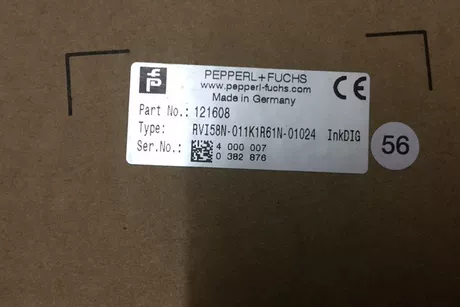 PEPPERL+FUCHS
www.pepperl-fuchs.com
Made in Germany
CE
Part No.: 121608
Type: RVI58N-011K1R61N-01024 InkDIG
Ser.No.: 4 000 007
0 382 876
56